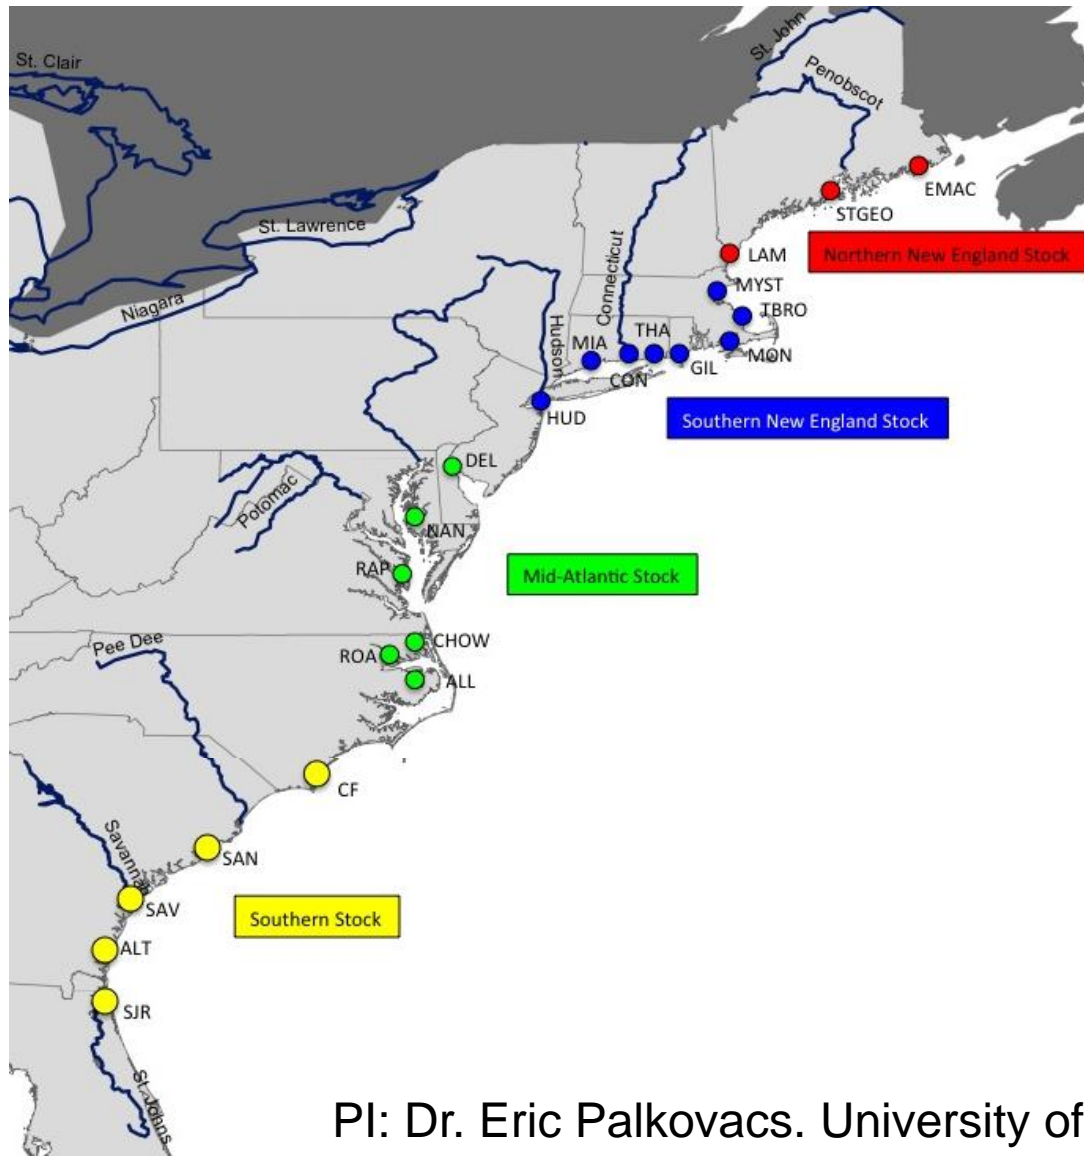 St. Clair
St. John
Penobscot
EMAC
STGEO
St. Lawrence
Connecticut
LAM
Northern New England Stock
Niagara
MYST
TBRO
Hudson
MIA
THA
MON
CON
GIL
HUD
Southern New England Stock
DEL
Potomac
NAN
RAP
Mid-Atlantic Stock
Pee Dee
CHOW
ROA
ALL
CF
Savannah
SAN
SAV
Southern Stock
ALT
SJR
St. Johns
PI: Dr. Eric Palkovacs. University of